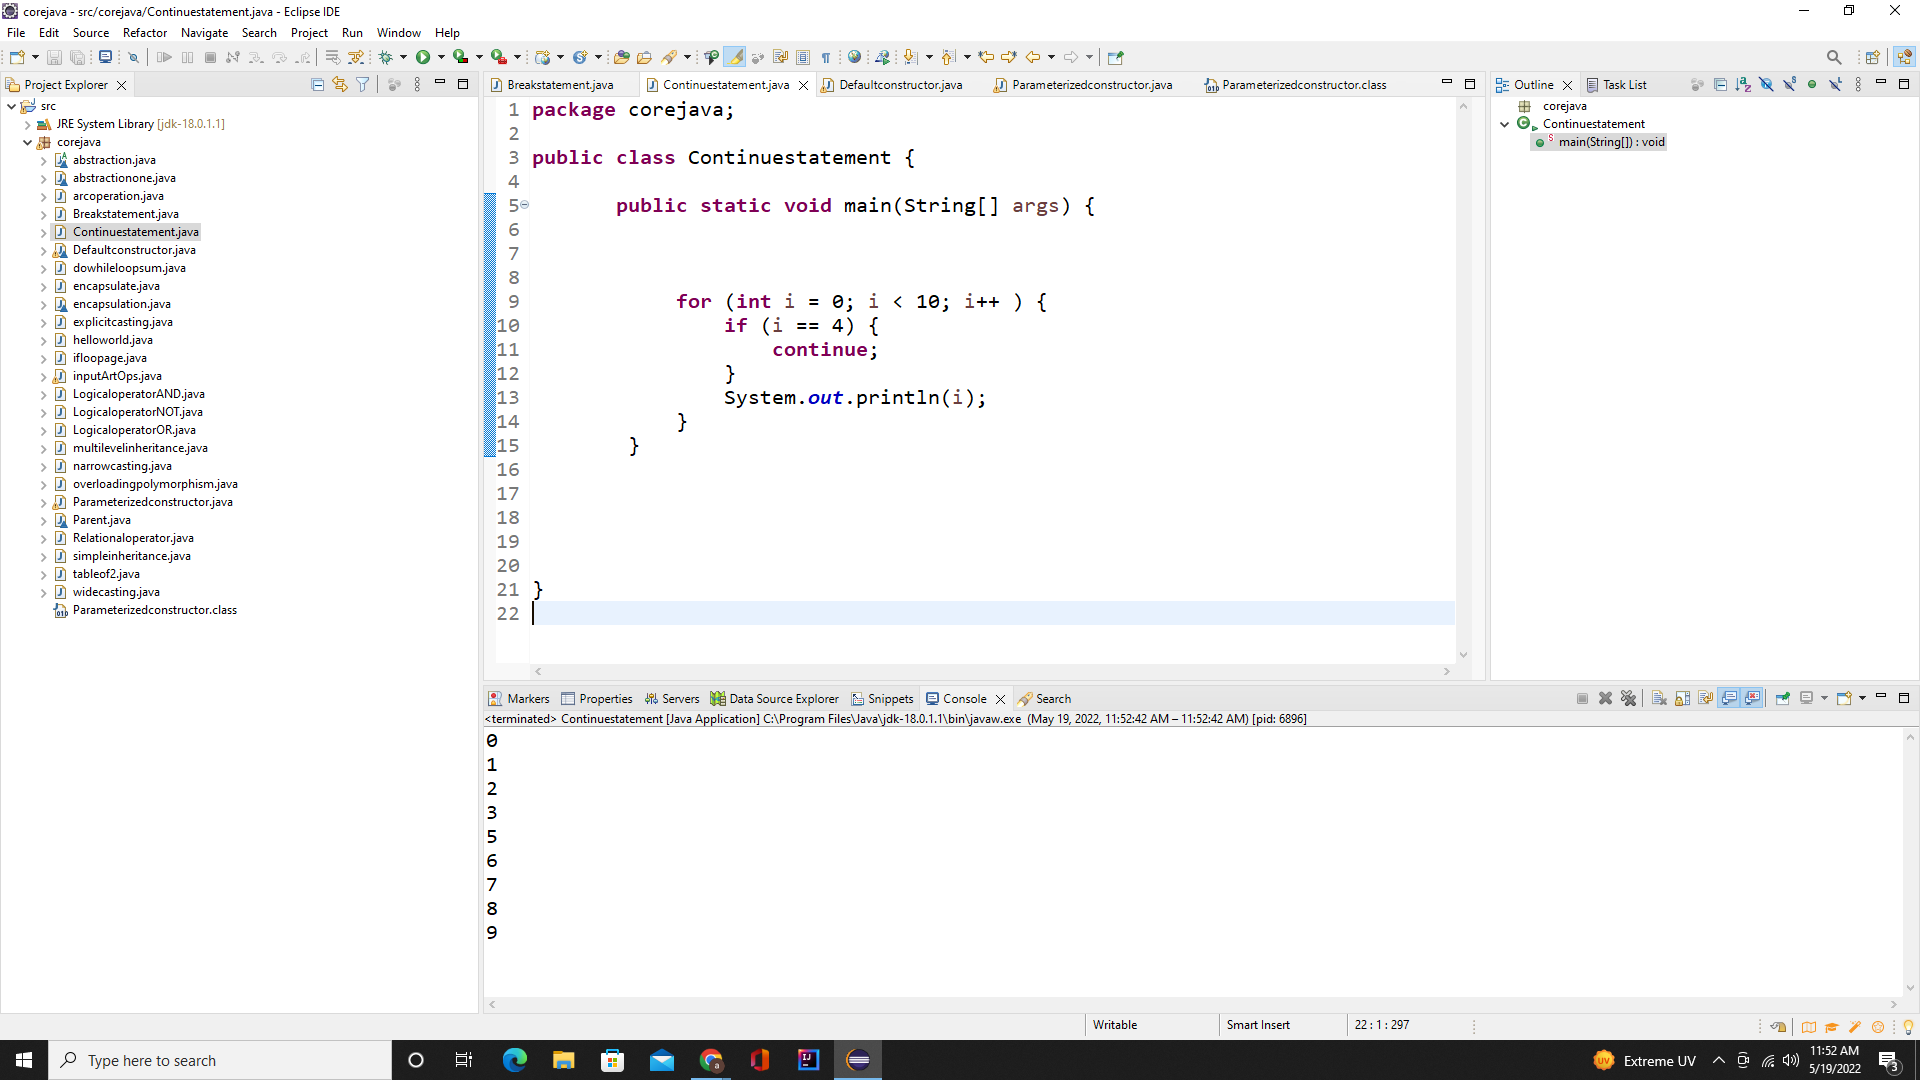 corejava - src/corejava/Continuestatement.java - Eclipse IDE
File Edit Source Refactor Navigate Search Project Run Window Help
Project Explorer
src
JRE System Library [jdk-18.0.1.1]
corejava
abstraction.java
abstractionone.java
arcoperation.java
Breakstatement.java
Continuestatement.java
Defaultconstructor.java
dowhileloopsum.java
encapsulate.java
encapsulation.java
explicitcasting.java
helloworld.java
ifloopage.java
inputArtOps.java
LogicaloperatorAND.java
LogicaloperatorNOT.java
LogicaloperatorOR.java
multilevelinheritance.java
narrowcasting.java
overloadingpolymorphism.java
Parameterizedconstructor.java
Parent.java
Relationaloperator.java
simpleinheritance.java
tableof2.java
widecasting.java
Parameterizedconstructor.class
Breakstatement.java Continuestatement.java Defaultconstructor.java Parameterizedconstructor.java Parameterizedconstructor.class
1 package corejava;
2
3 public class Continuestatement {
4
5 public static void main(String[] args) {
6
7
8
9 for (int i = 0; i < 10; i++ ) {
10 if (i == 4) {
11 continue;
12 }
13 System.out.println(i);
14 }
15 }
16
17
18
19
20
21 }
22
Outline Task List
corejava
Continuestatement
main(String[]) : void
Markers Properties Servers Data Source Explorer Snippets Console Search
<terminated> Continuestatement [Java Application] C:\Program Files\Java\jdk-18.0.1.1\bin\javaw.exe (May 19, 2022, 11:52:42 AM – 11:52:42 AM) [pid: 6896]
0
1
2
3
5
6
7
8
9
Writable Smart Insert 22 : 1 : 297
Type here to search
Extreme UV
11:52 AM
5/19/2022
3